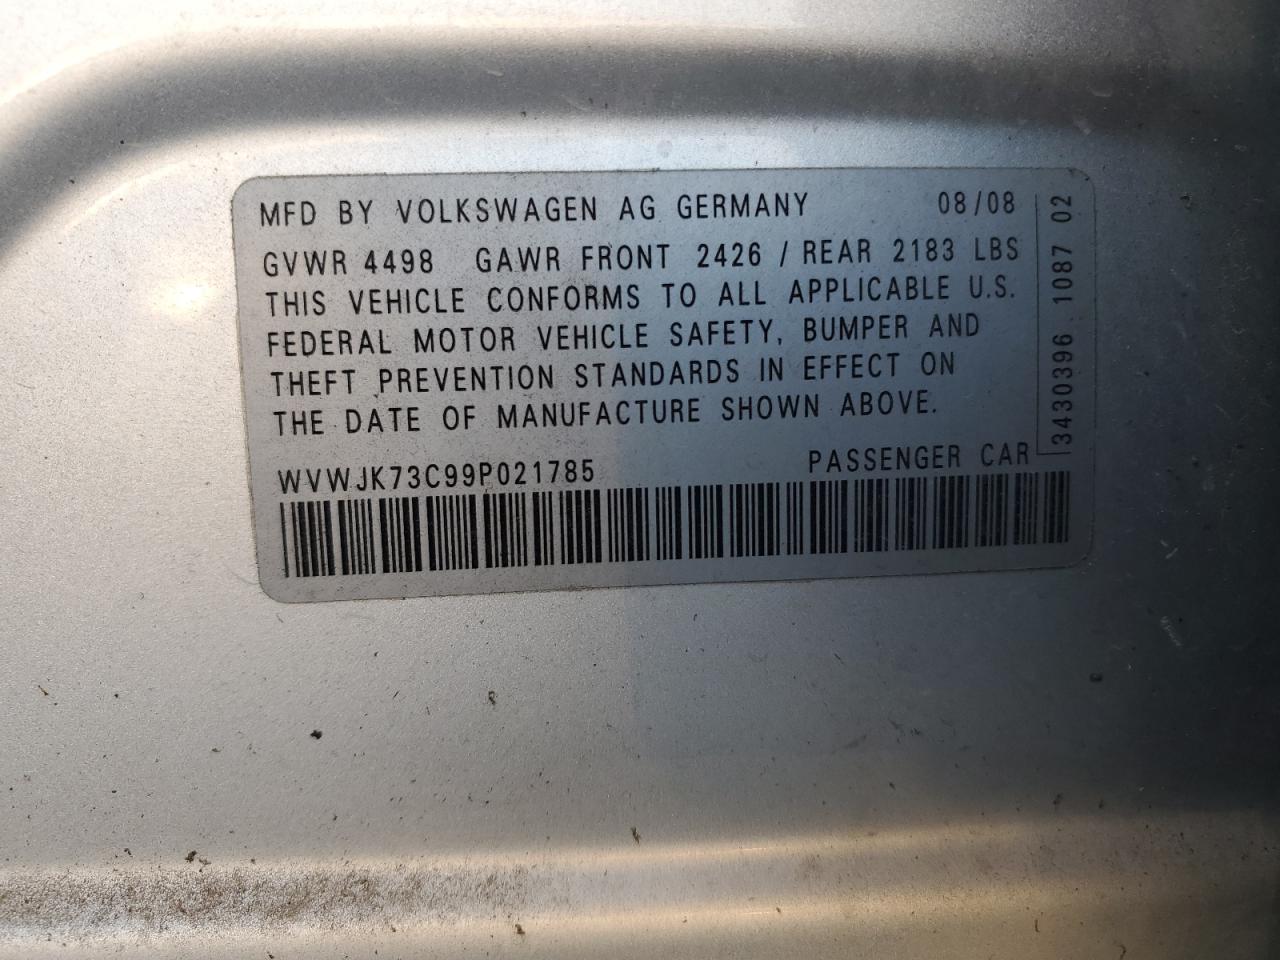 MFD BY VOLKSWAGEN AG GERMANY 08/08
GVWR 4498 GAWR FRONT 2426 / REAR 2183 LBS
THIS VEHICLE CONFORMS TO ALL APPLICABLE U.S.
FEDERAL MOTOR VEHICLE SAFETY, BUMPER AND
THEFT PREVENTION STANDARDS IN EFFECT ON
THE DATE OF MANUFACTURE SHOWN ABOVE.
WVWJK73C99P021785 PASSENGER CAR
34430396 1087 02